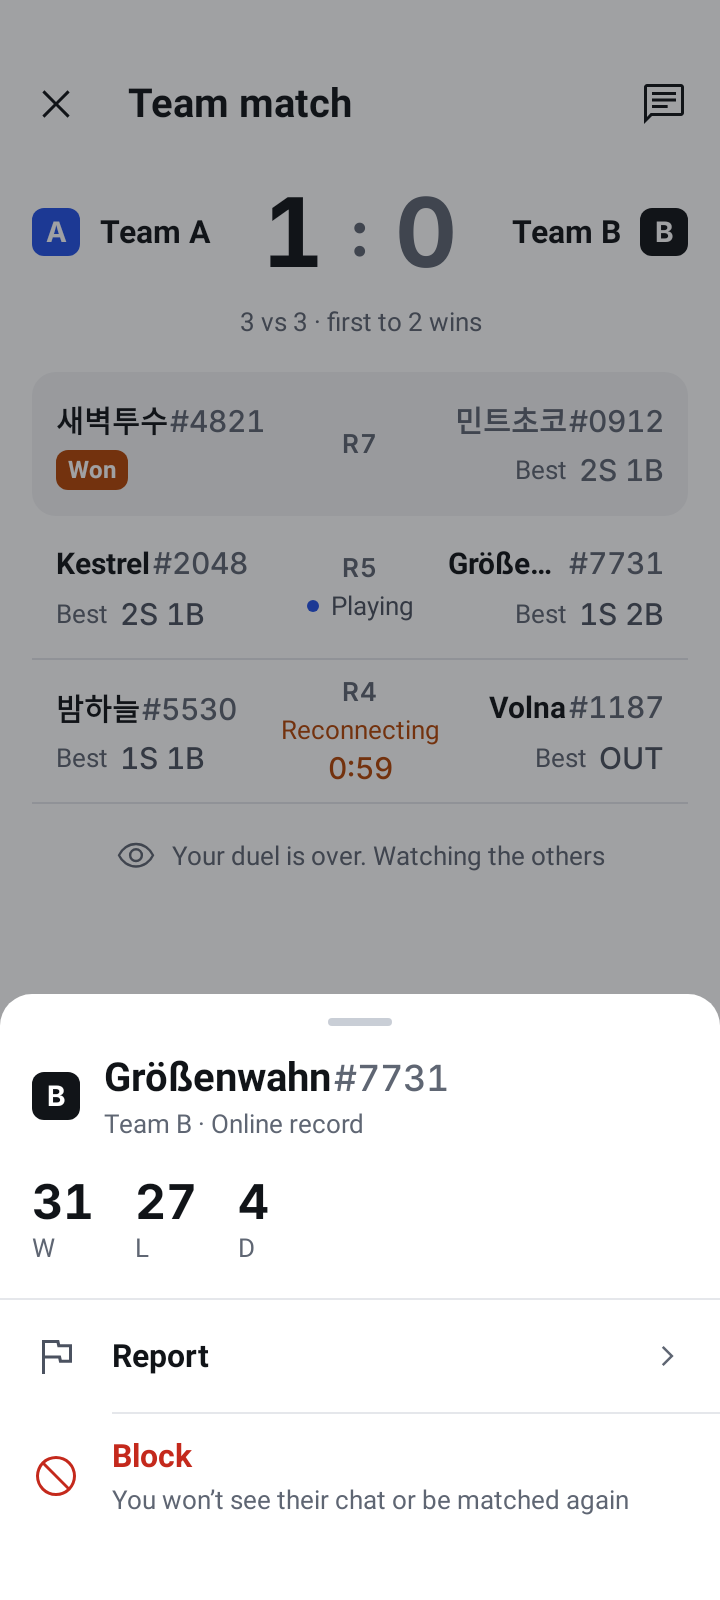 Team match
A Team A 1 : 0 Team B B
3 vs 3 · first to 2 wins
새벽투수#4821 R7 민트초코#0912
Won Best 2S 1B
Kestrel#2048 R5 Größe... #7731
Best 2S 1B Playing Best 1S 2B
밤하늘#5530 R4 Volna#1187
Reconnecting
Best 1S 1B 0:59 Best OUT
Your duel is over. Watching the others
B Größenwahn#7731
Team B · Online record
31 27 4
W L D
Report
Block
You won’t see their chat or be matched again